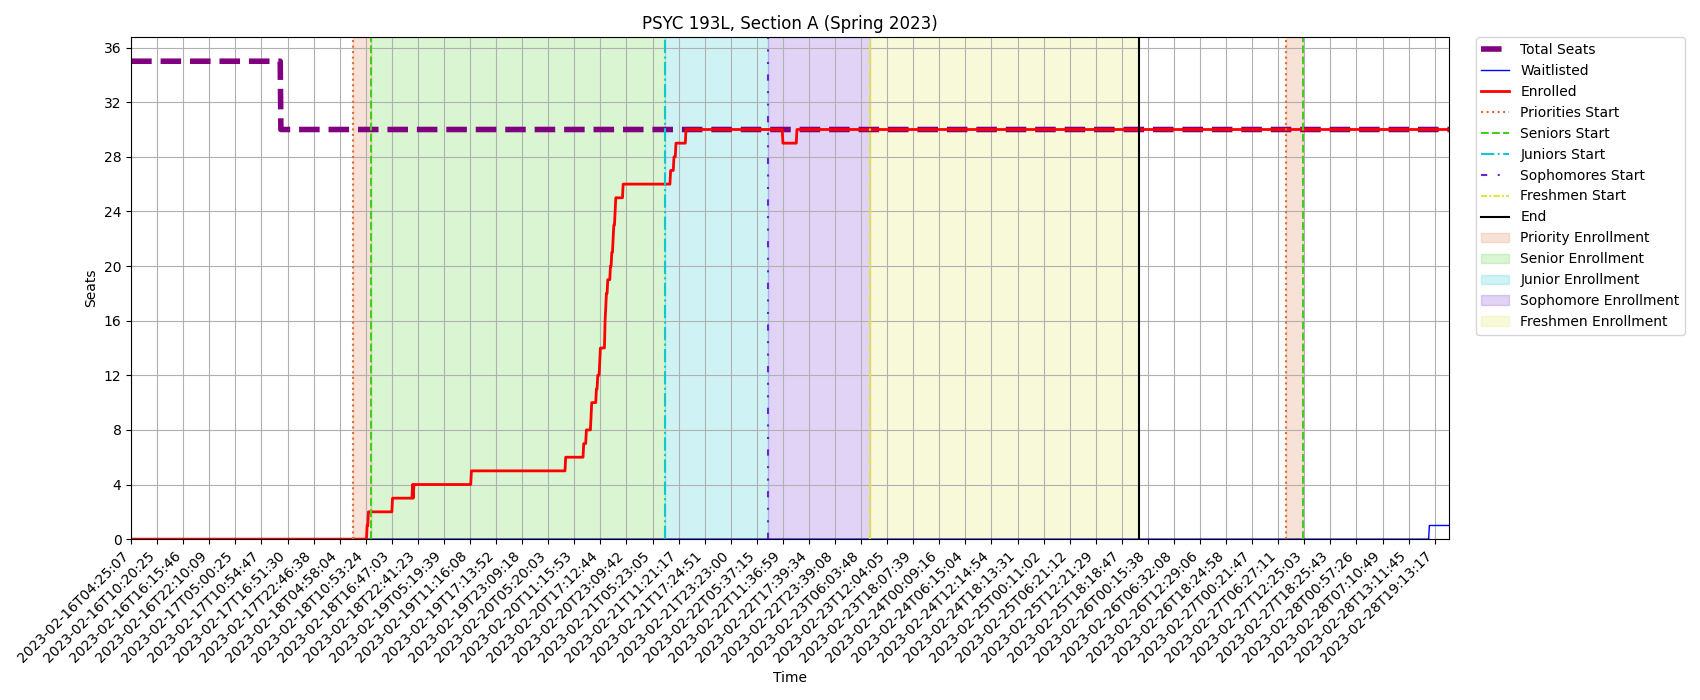 PSYC 193L, Section A (Spring 2023)
Seats
36
32
28
24
20
16
12
8
4
0
2023-02-16T04:25:07
2023-02-16T10:20:25
2023-02-16T16:15:46
2023-02-16T22:10:09
2023-02-17T05:00:25
2023-02-17T10:54:47
2023-02-17T16:51:30
2023-02-17T22:46:38
2023-02-18T04:58:04
2023-02-18T10:53:24
2023-02-18T16:47:03
2023-02-18T22:41:23
2023-02-19T05:19:39
2023-02-19T11:16:08
2023-02-19T17:13:52
2023-02-19T23:09:18
2023-02-20T05:20:03
2023-02-20T11:15:53
2023-02-20T17:12:44
2023-02-20T23:09:42
2023-02-21T05:23:05
2023-02-21T11:21:17
2023-02-21T17:24:51
2023-02-21T23:23:00
2023-02-22T05:37:15
2023-02-22T11:36:59
2023-02-22T17:39:34
2023-02-22T23:39:08
2023-02-23T06:03:48
2023-02-23T12:04:05
2023-02-23T18:07:39
2023-02-24T00:09:16
2023-02-24T06:15:04
2023-02-24T12:14:54
2023-02-24T18:13:31
2023-02-25T00:11:02
2023-02-25T06:21:12
2023-02-25T12:21:29
2023-02-25T18:18:47
2023-02-26T00:15:38
2023-02-26T06:32:08
2023-02-26T12:29:06
2023-02-26T18:24:58
2023-02-27T00:21:47
2023-02-27T06:27:11
2023-02-27T12:25:03
2023-02-27T18:25:43
2023-02-28T00:57:26
2023-02-28T07:10:49
2023-02-28T13:11:45
2023-02-28T19:13:17
Time
Total Seats
Waitlisted
Enrolled
Priorities Start
Seniors Start
Juniors Start
Sophomores Start
Freshmen Start
End
Priority Enrollment
Senior Enrollment
Junior Enrollment
Sophomore Enrollment
Freshmen Enrollment